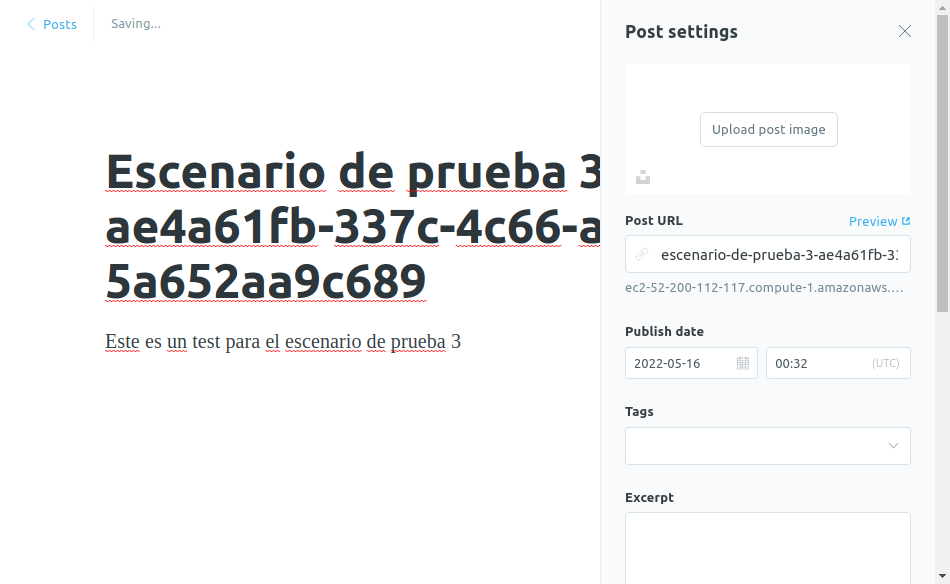 Posts
Saving...
Post settings
Upload post image
Escenario de prueba 3
ae4a61fb-337c-4c66-a
5a652aa9c689
Este es un test para el escenario de prueba 3
Post URL
Preview
escenario-de-prueba-3-ae4a61fb-3
ec2-52-200-112-117.compute-1.amazonaws....
Publish date
2022-05-16
00:32
(UTC)
Tags
Excerpt